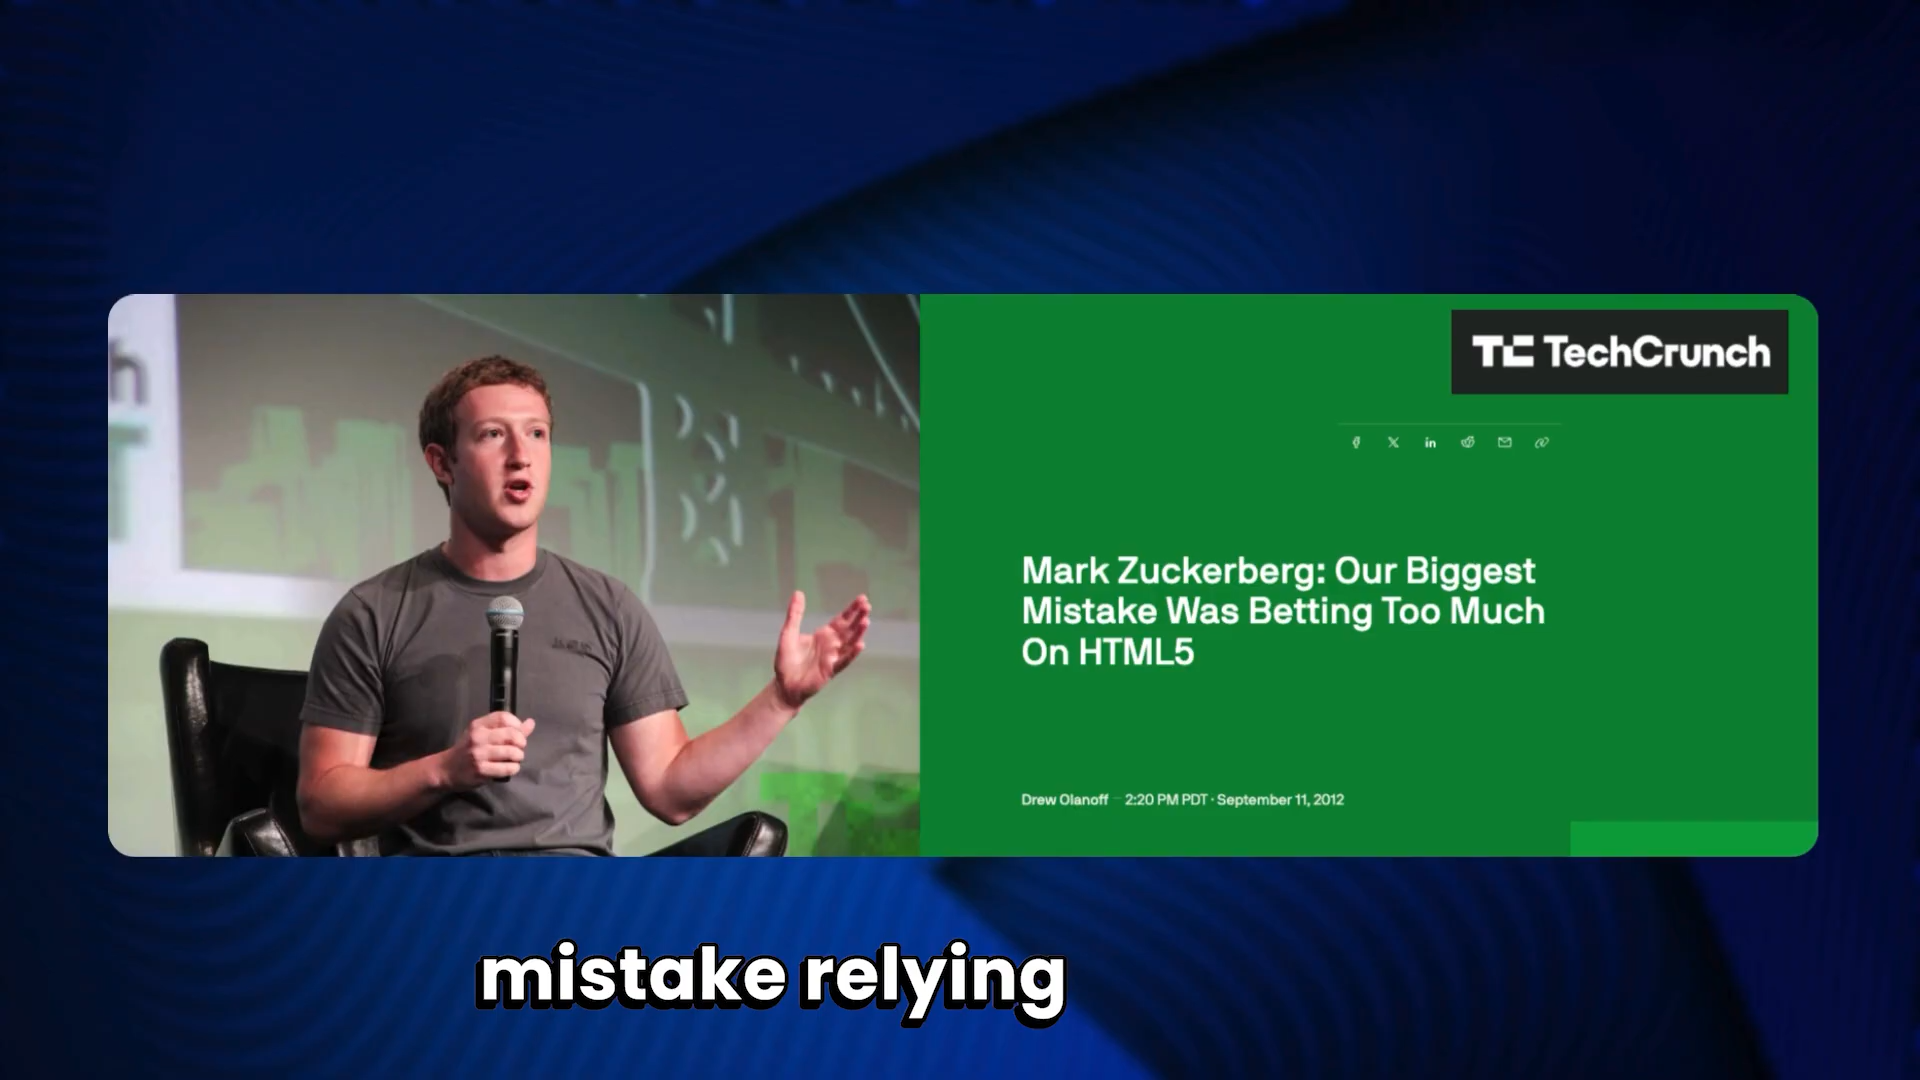 TechCrunch
Mark Zuckerberg: Our Biggest
Mistake Was Betting Too Much
On HTML5
Drew Olanoff — 2:20 PM PDT · September 11, 2012
mistake relying